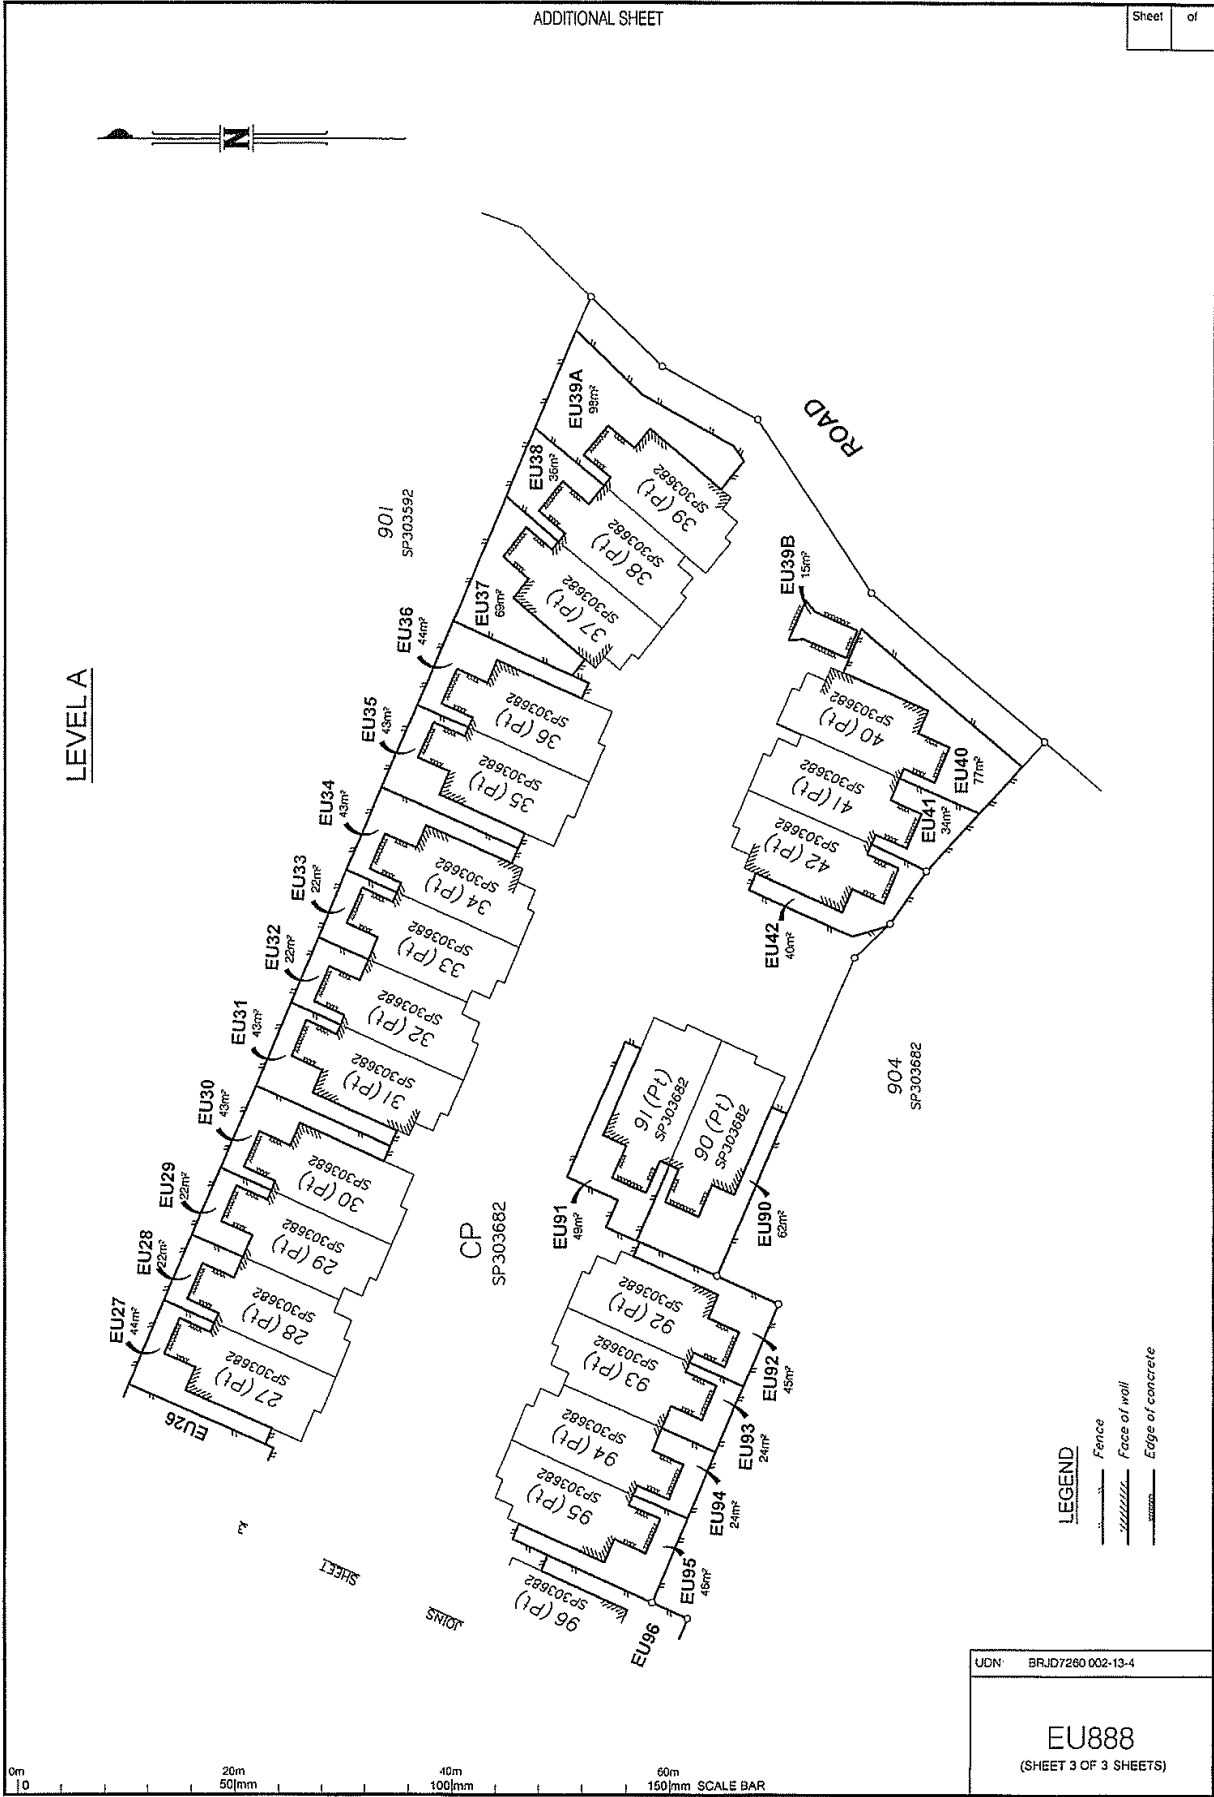 ADDITIONAL SHEET
Sheet of
N
LEVEL A
901
SP303592
ROAD
EU39A
98m²
EU38
36m²
EU37
69m²
EU36
44m²
EU35
43m²
EU34
43m²
EU33
22m²
EU32
22m²
EU31
43m²
EU30
43m²
EU29
22m²
EU28
22m²
EU27
44m²
EU26
39 (Pt)
SP303682
38 (Pt)
SP303682
37 (Pt)
SP303682
36 (Pt)
SP303682
35 (Pt)
SP303682
34 (Pt)
SP303682
33 (Pt)
SP303682
32 (Pt)
SP303682
31 (Pt)
SP303682
30 (Pt)
SP303682
29 (Pt)
SP303682
28 (Pt)
SP303682
27 (Pt)
SP303682
EU39B
15m²
40 (Pt)
SP303682
41 (Pt)
SP303682
42 (Pt)
SP303682
EU40
77m²
EU41
34m²
EU42
40m²
904
SP303682
CP
SP303682
91 (Pt)
SP303682
90 (Pt)
SP303682
EU91
49m²
EU90
62m²
92 (Pt)
SP303682
93 (Pt)
SP303682
94 (Pt)
SP303682
95 (Pt)
SP303682
96 (Pt)
SP303682
EU92
45m²
EU93
24m²
EU94
24m²
EU95
46m²
EU96
SHEET
JOINS
LEGEND
Fence
Face of wall
Edge of concrete
UDN: BRJD7260 002-13-4
EU888
(SHEET 3 OF 3 SHEETS)
0m 20m 40m 60m
0 50mm 100mm 150mm SCALE BAR